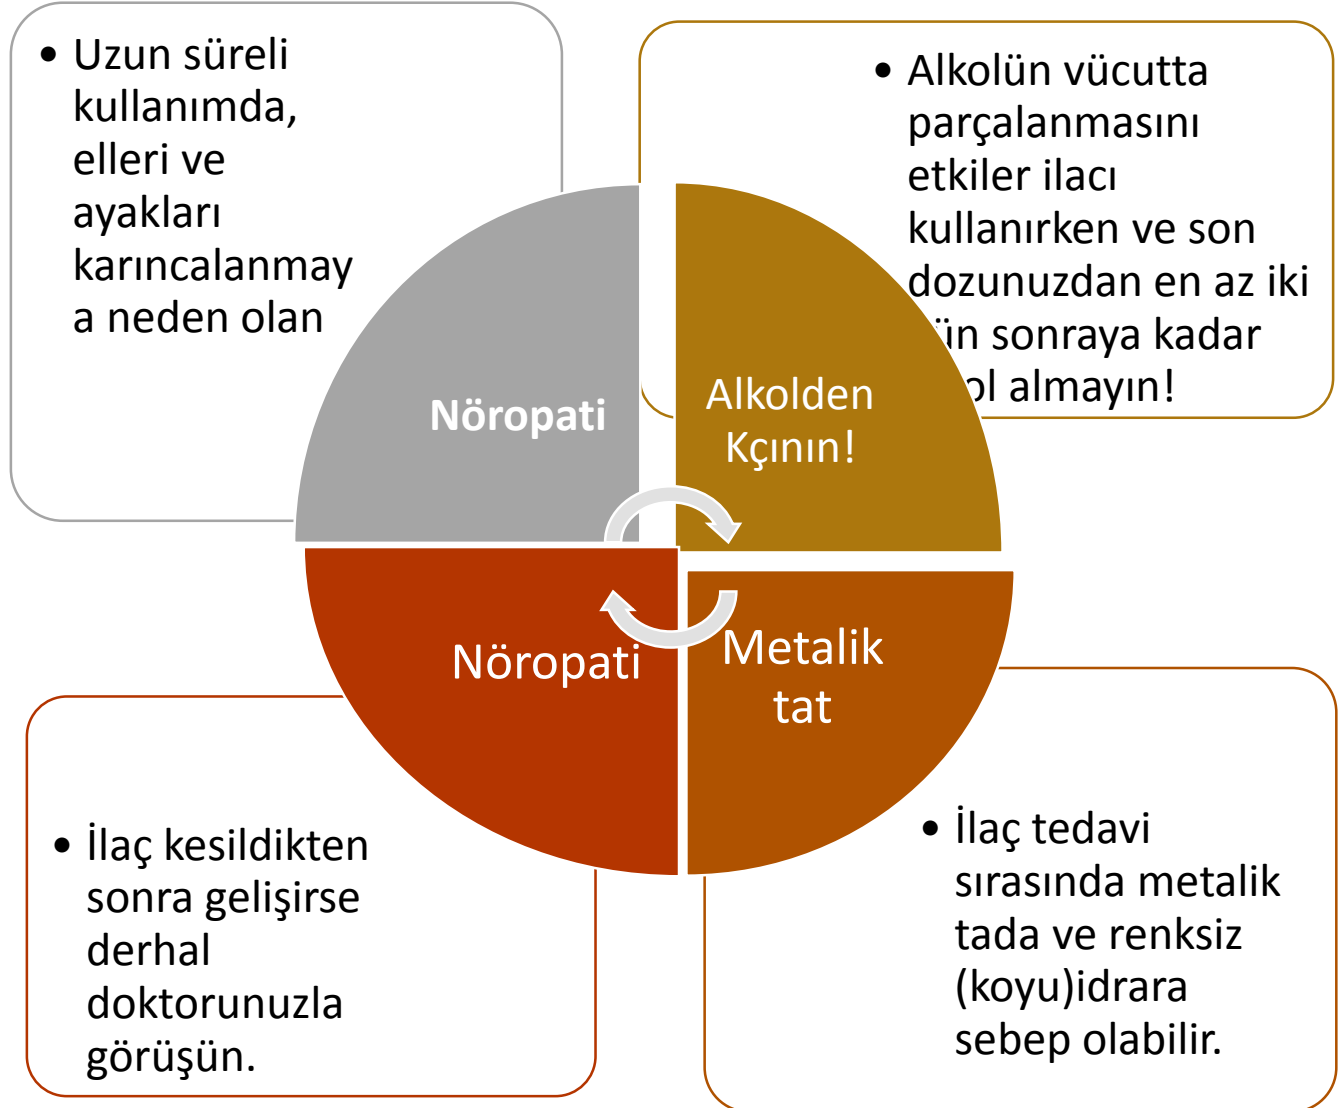 • Uzun süreli
kullanımda,
elleri ve
ayakları
karıncalanmay
a neden olan
Nöropati
• Alkolün vücutta
parçalanmasını
etkiler ilacı
kullanırken ve son
dozunuzdan en az iki
sonraya kadar
almayın!
Alkolden
Kçının!
Nöropati
• İlaç kesildikten
sonra gelişirse
derhal
doktorunuzla
görüşün.
Metalik
tat
• İlaç tedavi
sırasında metalik
tada ve renksiz
(koyu)idrara
sebep olabilir.